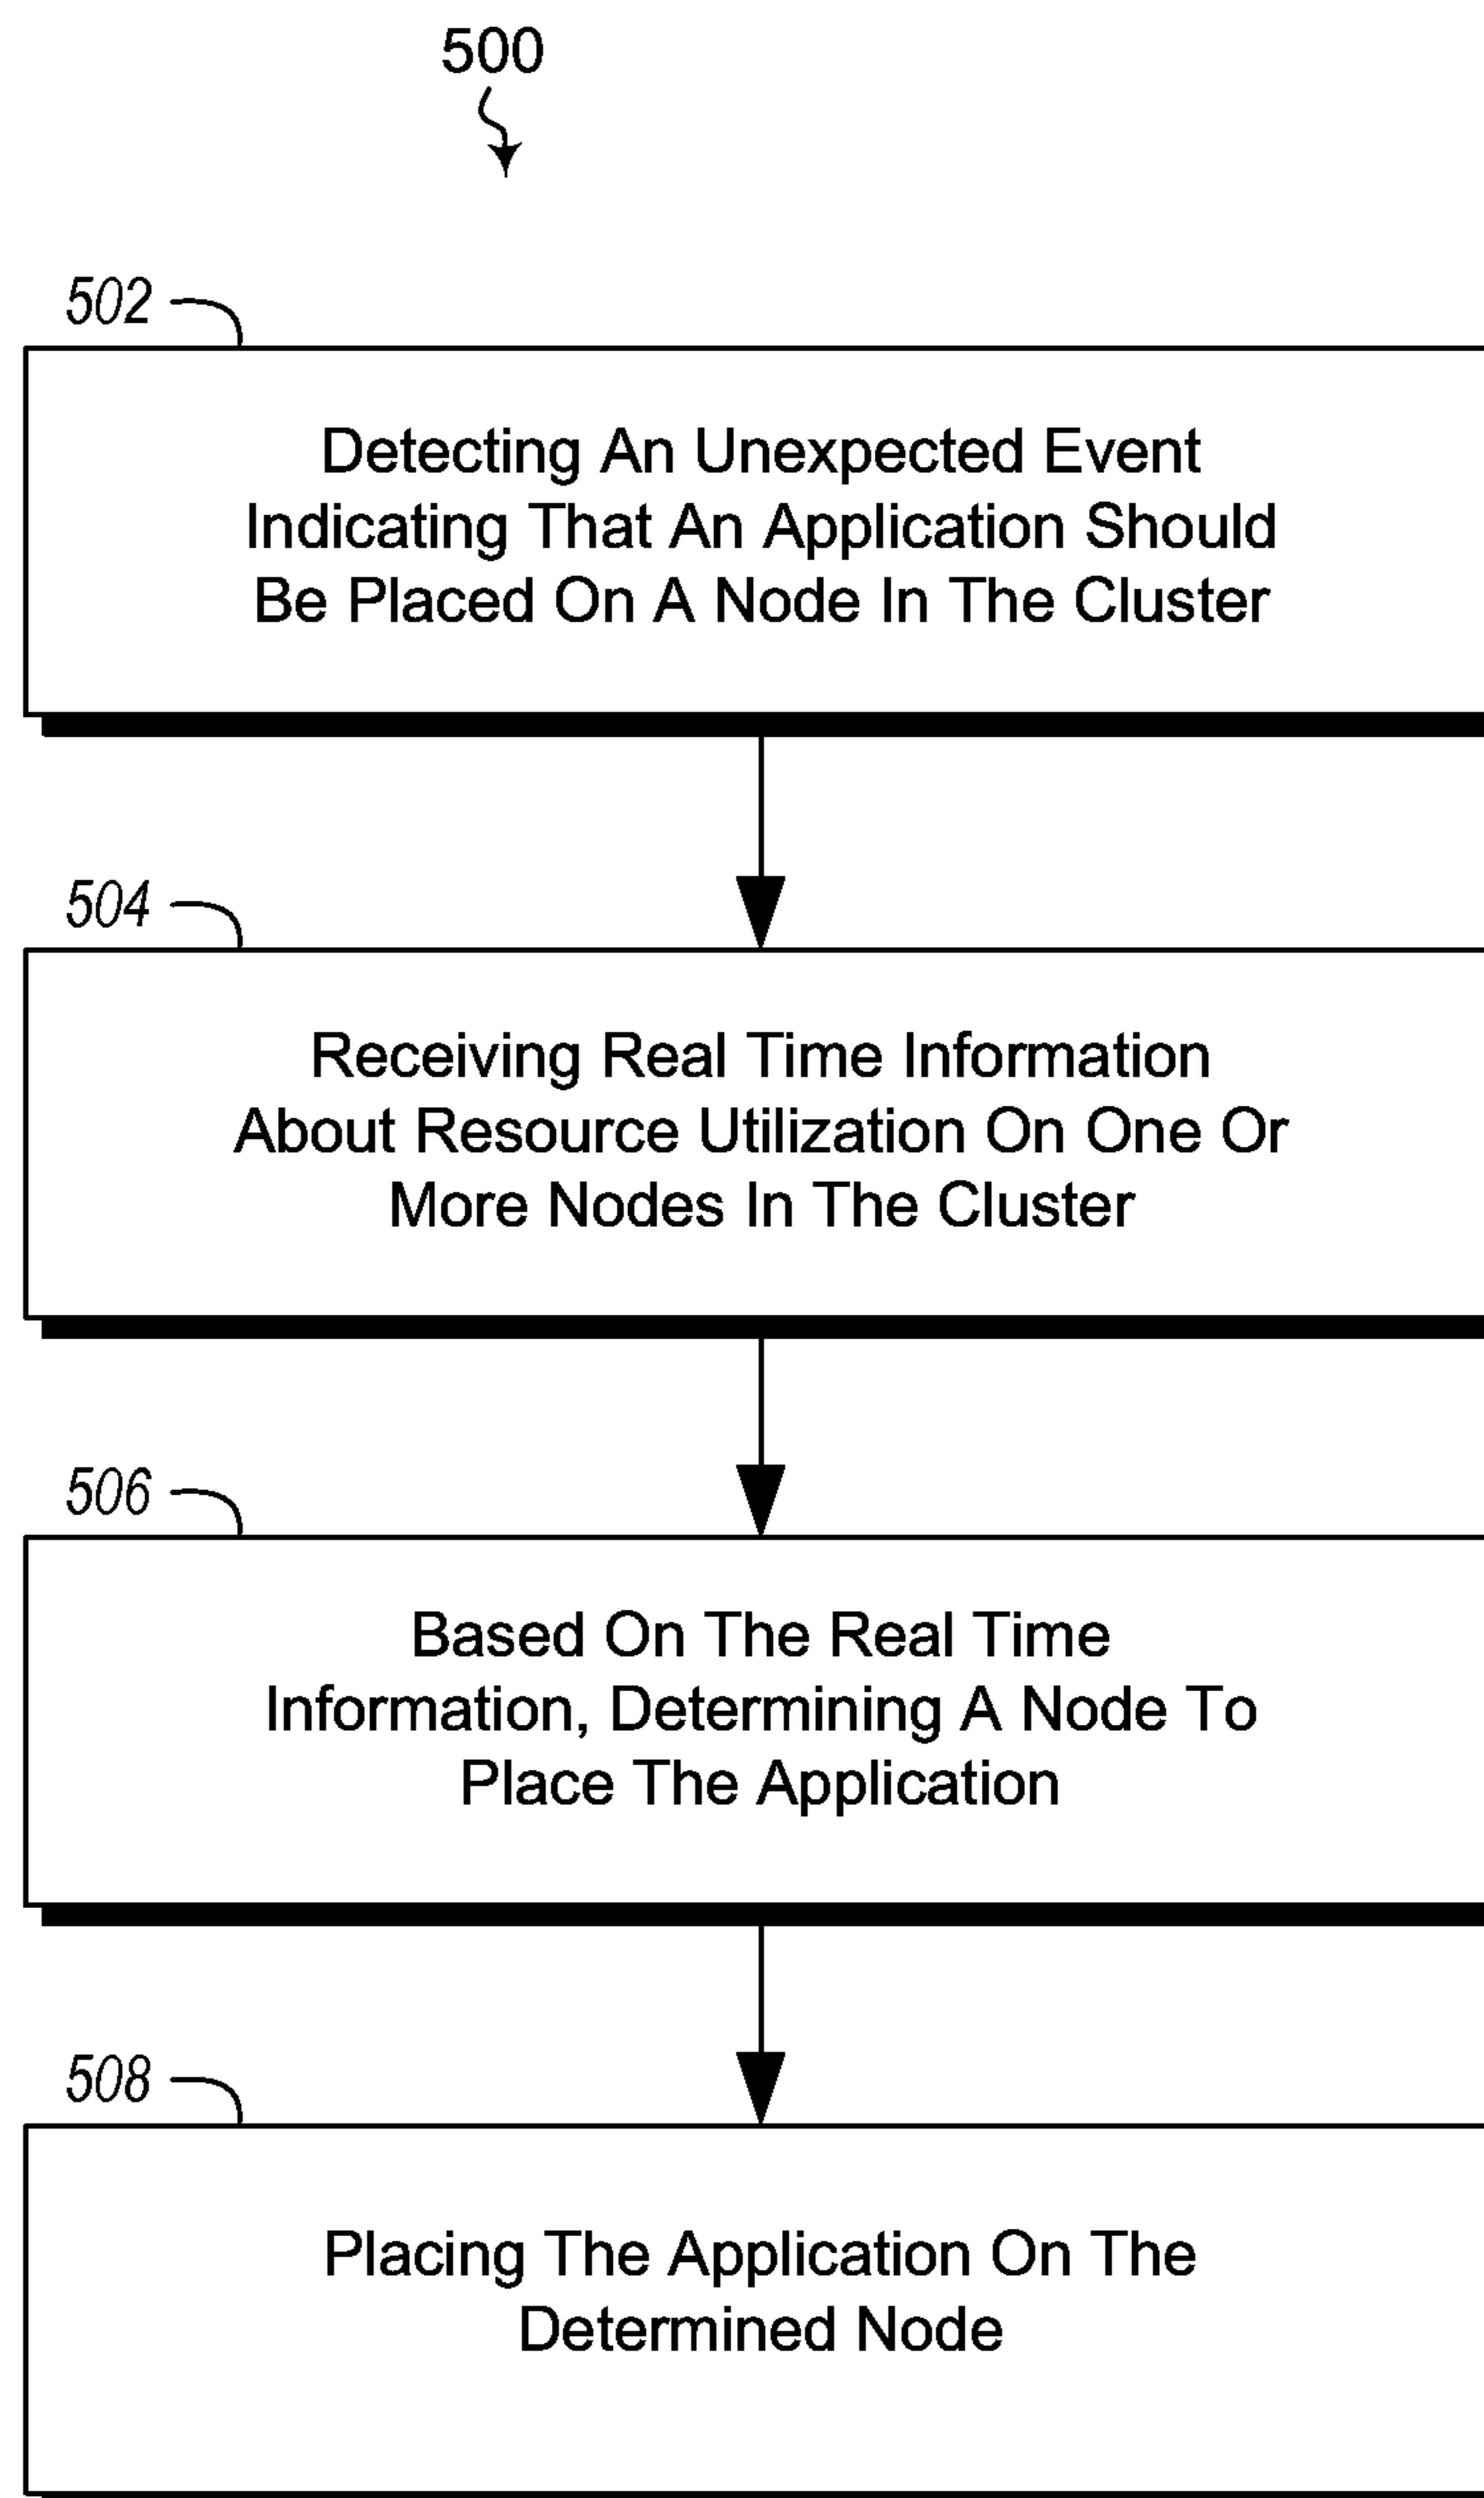 500
502
Detecting An Unexpected Event
Indicating That An Application Should
Be Placed On A Node In The Cluster
504
Receiving Real Time Information
About Resource Utilization On One Or
More Nodes In The Cluster
506
Based On The Real Time
Information, Determining A Node To
Place The Application
508
Placing The Application On The
Determined Node